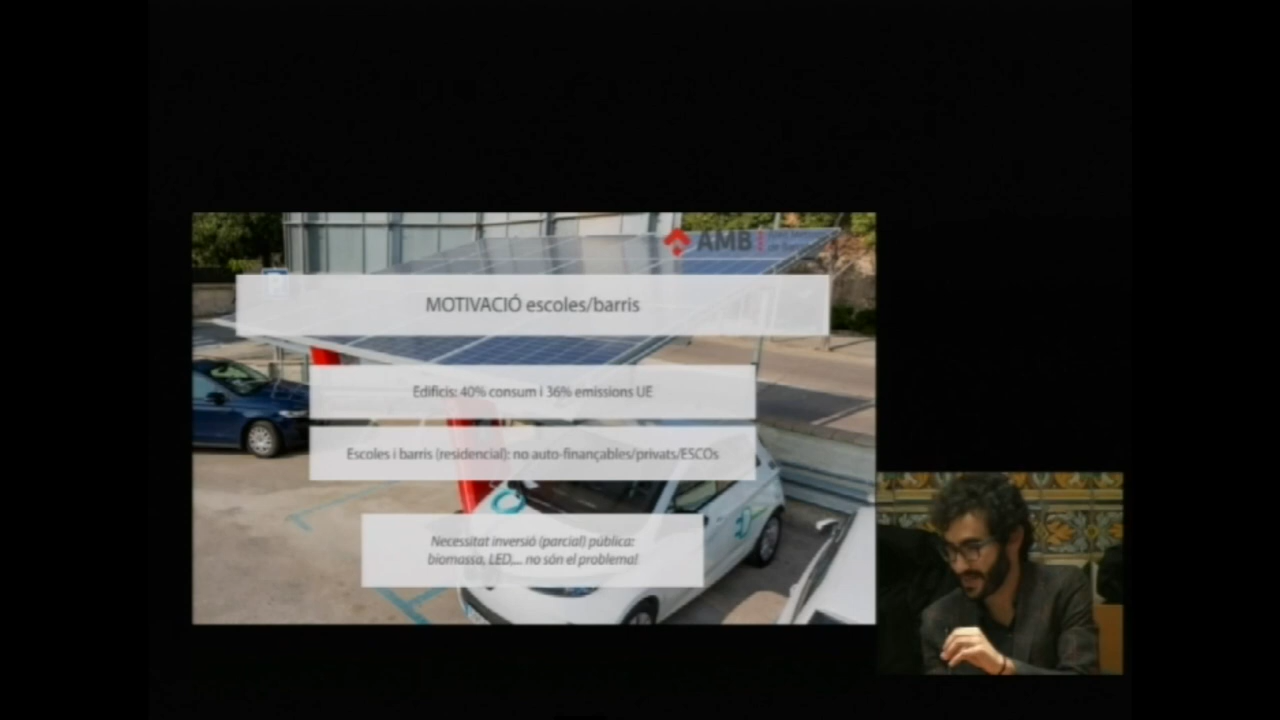 AMB
MOTIVACIÓ escoles/barris
Edificis: 40% consum i 36% emissions UE
Escoles i barris (residencial): no auto-finançables/privats/ESCOs
Necessitat inversió (parcial) pública:
biomassa, LED,... no són el problema!